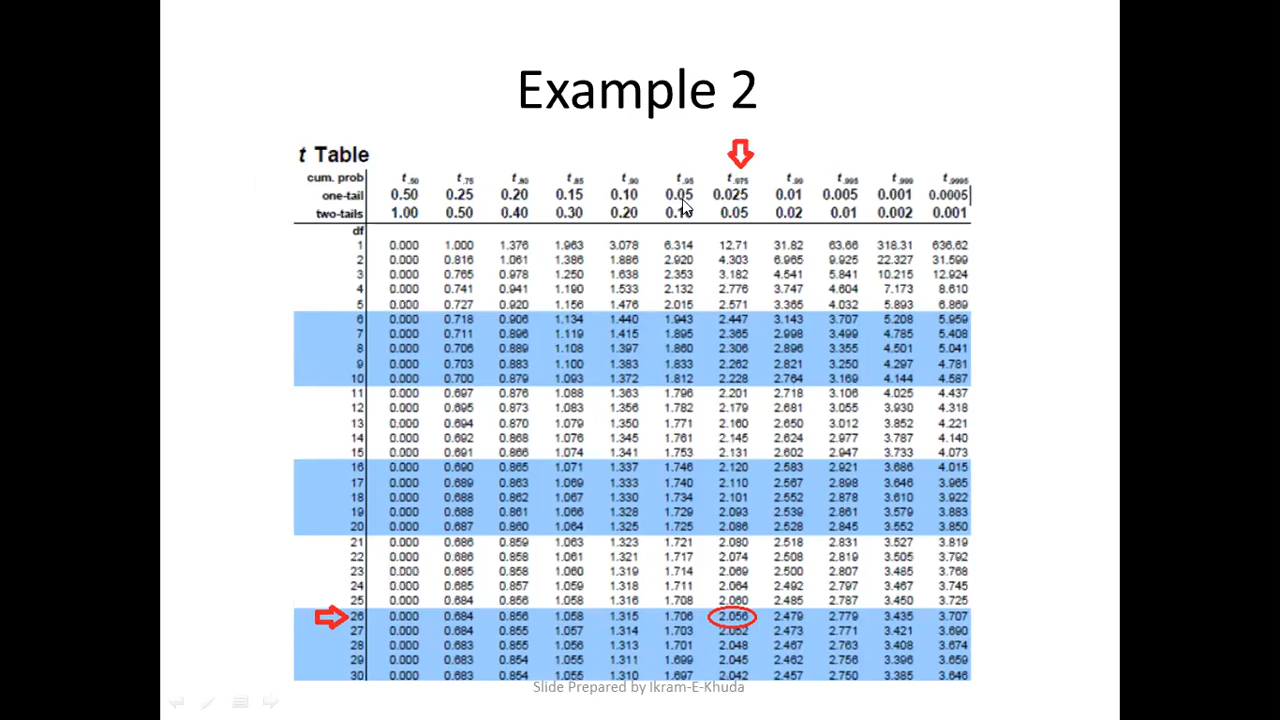 Example 2
t Table
cum. prob t.50 t.75 t.80 t.85 t.90 t.95 t.975 t.99 t.995 t.999 t.9995
one-tail 0.50 0.25 0.20 0.15 0.10 0.05 0.025 0.01 0.005 0.001 0.0005
two-tails 1.00 0.50 0.40 0.30 0.20 0.05 0.02 0.01 0.002 0.001
df
1 0.000 1.000 1.376 1.963 3.078 6.314 12.71 31.82 63.66 318.31 636.62
2 0.000 0.816 1.061 1.386 1.886 2.920 4.303 6.965 9.925 22.327 31.599
3 0.000 0.765 0.978 1.250 1.638 2.353 3.182 4.541 5.841 10.215 12.924
4 0.000 0.741 0.941 1.190 1.533 2.132 2.776 3.747 4.604 7.173 8.610
5 0.000 0.727 0.920 1.156 1.476 2.015 2.571 3.365 4.032 5.893 6.869
6 0.000 0.718 0.906 1.134 1.440 1.943 2.447 3.143 3.707 5.208 5.959
7 0.000 0.711 0.896 1.119 1.415 1.895 2.365 2.998 3.499 4.785 5.408
8 0.000 0.706 0.889 1.108 1.397 1.860 2.306 2.896 3.355 4.501 5.041
9 0.000 0.703 0.883 1.100 1.383 1.833 2.262 2.821 3.250 4.297 4.781
10 0.000 0.700 0.879 1.093 1.372 1.812 2.228 2.764 3.169 4.144 4.587
11 0.000 0.697 0.876 1.088 1.363 1.796 2.201 2.718 3.106 4.025 4.437
12 0.000 0.695 0.873 1.083 1.356 1.782 2.179 2.681 3.055 3.930 4.318
13 0.000 0.694 0.870 1.079 1.350 1.771 2.160 2.650 3.012 3.852 4.221
14 0.000 0.692 0.868 1.076 1.345 1.761 2.145 2.624 2.977 3.787 4.140
15 0.000 0.691 0.866 1.074 1.341 1.753 2.131 2.602 2.947 3.733 4.073
16 0.000 0.690 0.865 1.071 1.337 1.746 2.120 2.583 2.921 3.686 4.015
17 0.000 0.689 0.863 1.069 1.333 1.740 2.110 2.567 2.898 3.646 3.965
18 0.000 0.688 0.862 1.067 1.330 1.734 2.101 2.552 2.878 3.610 3.922
19 0.000 0.688 0.861 1.066 1.328 1.729 2.093 2.539 2.861 3.579 3.883
20 0.000 0.687 0.860 1.064 1.325 1.725 2.086 2.528 2.845 3.552 3.850
21 0.000 0.686 0.859 1.063 1.323 1.721 2.080 2.518 2.831 3.527 3.819
22 0.000 0.686 0.858 1.061 1.321 1.717 2.074 2.508 2.819 3.505 3.792
23 0.000 0.685 0.858 1.060 1.319 1.714 2.069 2.500 2.807 3.485 3.768
24 0.000 0.685 0.857 1.059 1.318 1.711 2.064 2.492 2.797 3.467 3.745
25 0.000 0.684 0.856 1.058 1.316 1.708 2.060 2.485 2.787 3.450 3.725
26 0.000 0.684 0.856 1.058 1.315 1.706 2.056 2.479 2.779 3.435 3.707
27 0.000 0.684 0.855 1.057 1.314 1.703 2.052 2.473 2.771 3.421 3.690
28 0.000 0.683 0.855 1.056 1.313 1.701 2.048 2.467 2.763 3.408 3.674
29 0.000 0.683 0.854 1.055 1.311 1.699 2.045 2.462 2.756 3.396 3.659
30 0.000 0.683 0.854 1.055 1.310 1.697 2.042 2.457 2.750 3.385 3.646
Slide Prepared by Ikram-E-Khuda